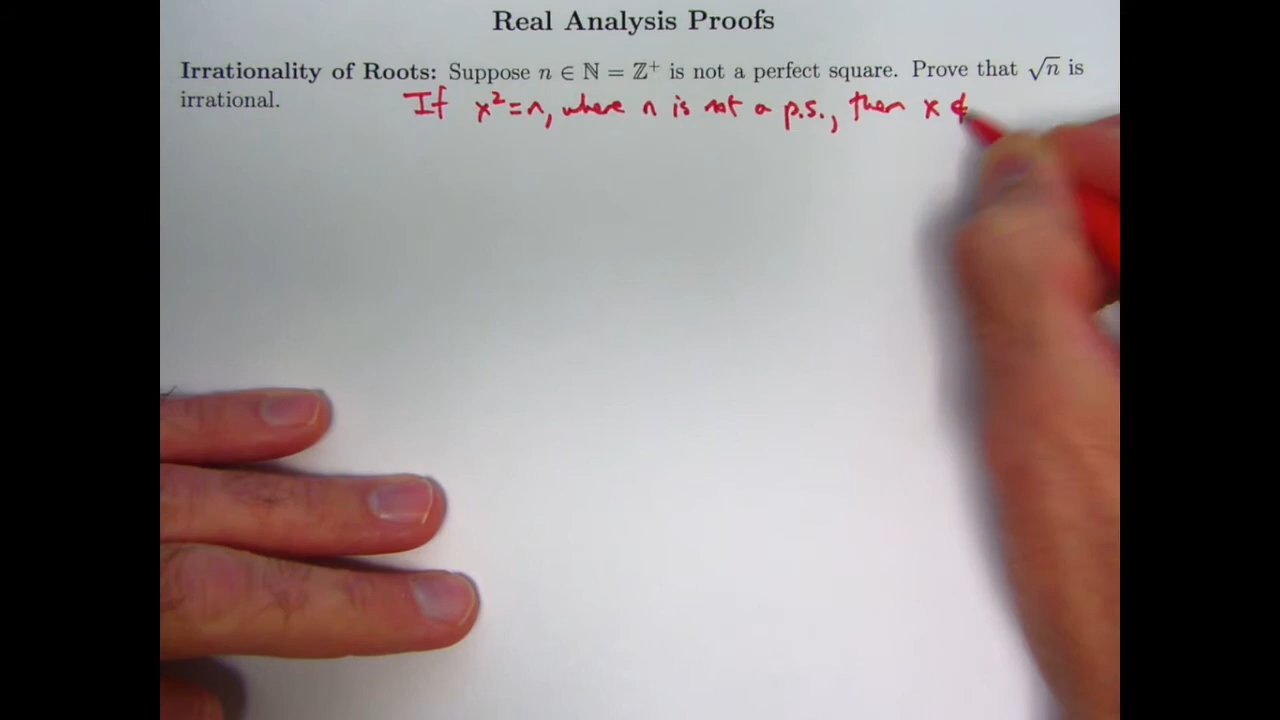 Real Analysis Proofs
Irrationality of Roots: Suppose n ∈ ℕ = ℤ⁺ is not a perfect square. Prove that √n is
irrational.
If x² = n, where n is not a p.s., then x ∉